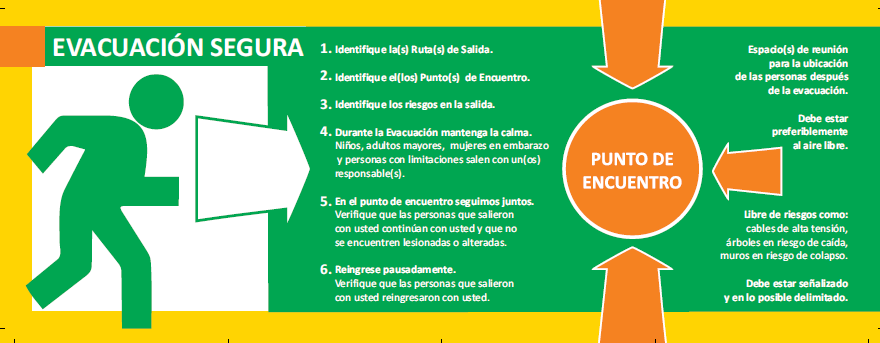 EVACUACIÓN SEGURA
1. Identifique la(s) Ruta(s) de Salida.
2. Identifique el(los) Punto(s) de Encuentro.
3. Identifique los riesgos en la salida.
4. Durante la Evacuación mantenga la calma.
Niños, adultos mayores, mujeres en embarazo
y personas con limitaciones salen con un(os)
responsable(s).
5. En el punto de encuentro seguimos juntos.
Verifique que las personas que salieron
con usted continúan con usted y que no
se encuentren lesionadas o alteradas.
6. Reingrese pausadamente.
Verifique que las personas que salieron
con usted reingresaron con usted.
PUNTO DE
ENCUENTRO
Espacio(s) de reunión
para la ubicación
de las personas después
de la evacuación.
Debe estar
preferiblemente
al aire libre.
Libre de riesgos como:
cables de alta tensión,
árboles en riesgo de caída,
muros en riesgo de colapso.
Debe estar señalizado
y en lo posible delimitado.